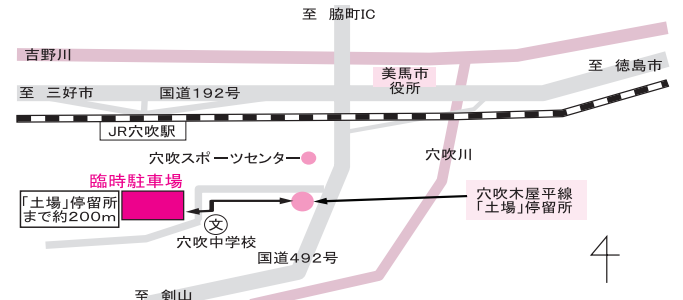 至 脇町IC
吉野川
至 徳島市
美馬市
役所
至 三好市
国道192号
JR穴吹駅
穴吹スポーツセンター
穴吹川
臨時駐車場
「土場」停留所
まで約200m
穴吹木屋平線
「土場」停留所
文
穴吹中学校
国道492号
至 剣山